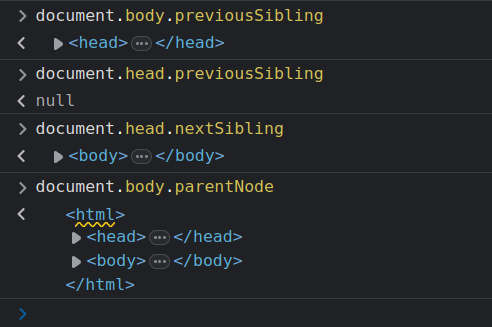 > document.body.previousSibling
< ▶ <head>…</head>
> document.head.previousSibling
< null
> document.head.nextSibling
< ▶ <body>…</body>
> document.body.parentNode
< <html>
▶ <head>…</head>
▶ <body>…</body>
</html>
>